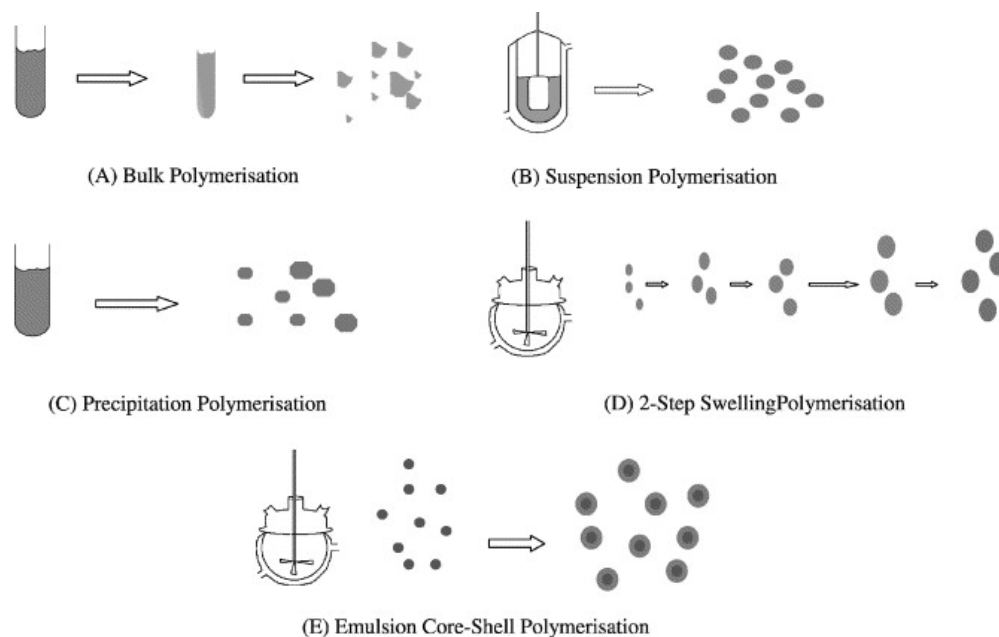 (A) Bulk Polymerisation
(B) Suspension Polymerisation
(C) Precipitation Polymerisation
(D) 2-Step SwellingPolymerisation
(E) Emulsion Core-Shell Polymerisation